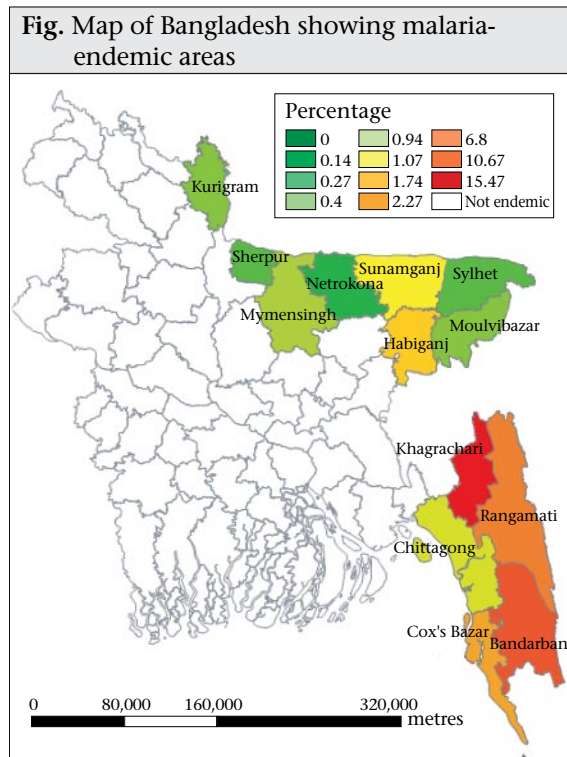 Fig. Map of Bangladesh showing malaria-
endemic areas
Percentage
0 0.94 6.8
0.14 1.07 10.67
0.27 1.74 15.47
0.4 2.27 Not endemic
Kurigram
Sherpur
Netrokona
Sunamganj
Sylhet
Mymensingh
Habiganj
Moulvibazar
Khagrachari
Rangamati
Chittagong
Cox's Bazar
Bandarban
0 80,000 160,000 320,000
metres